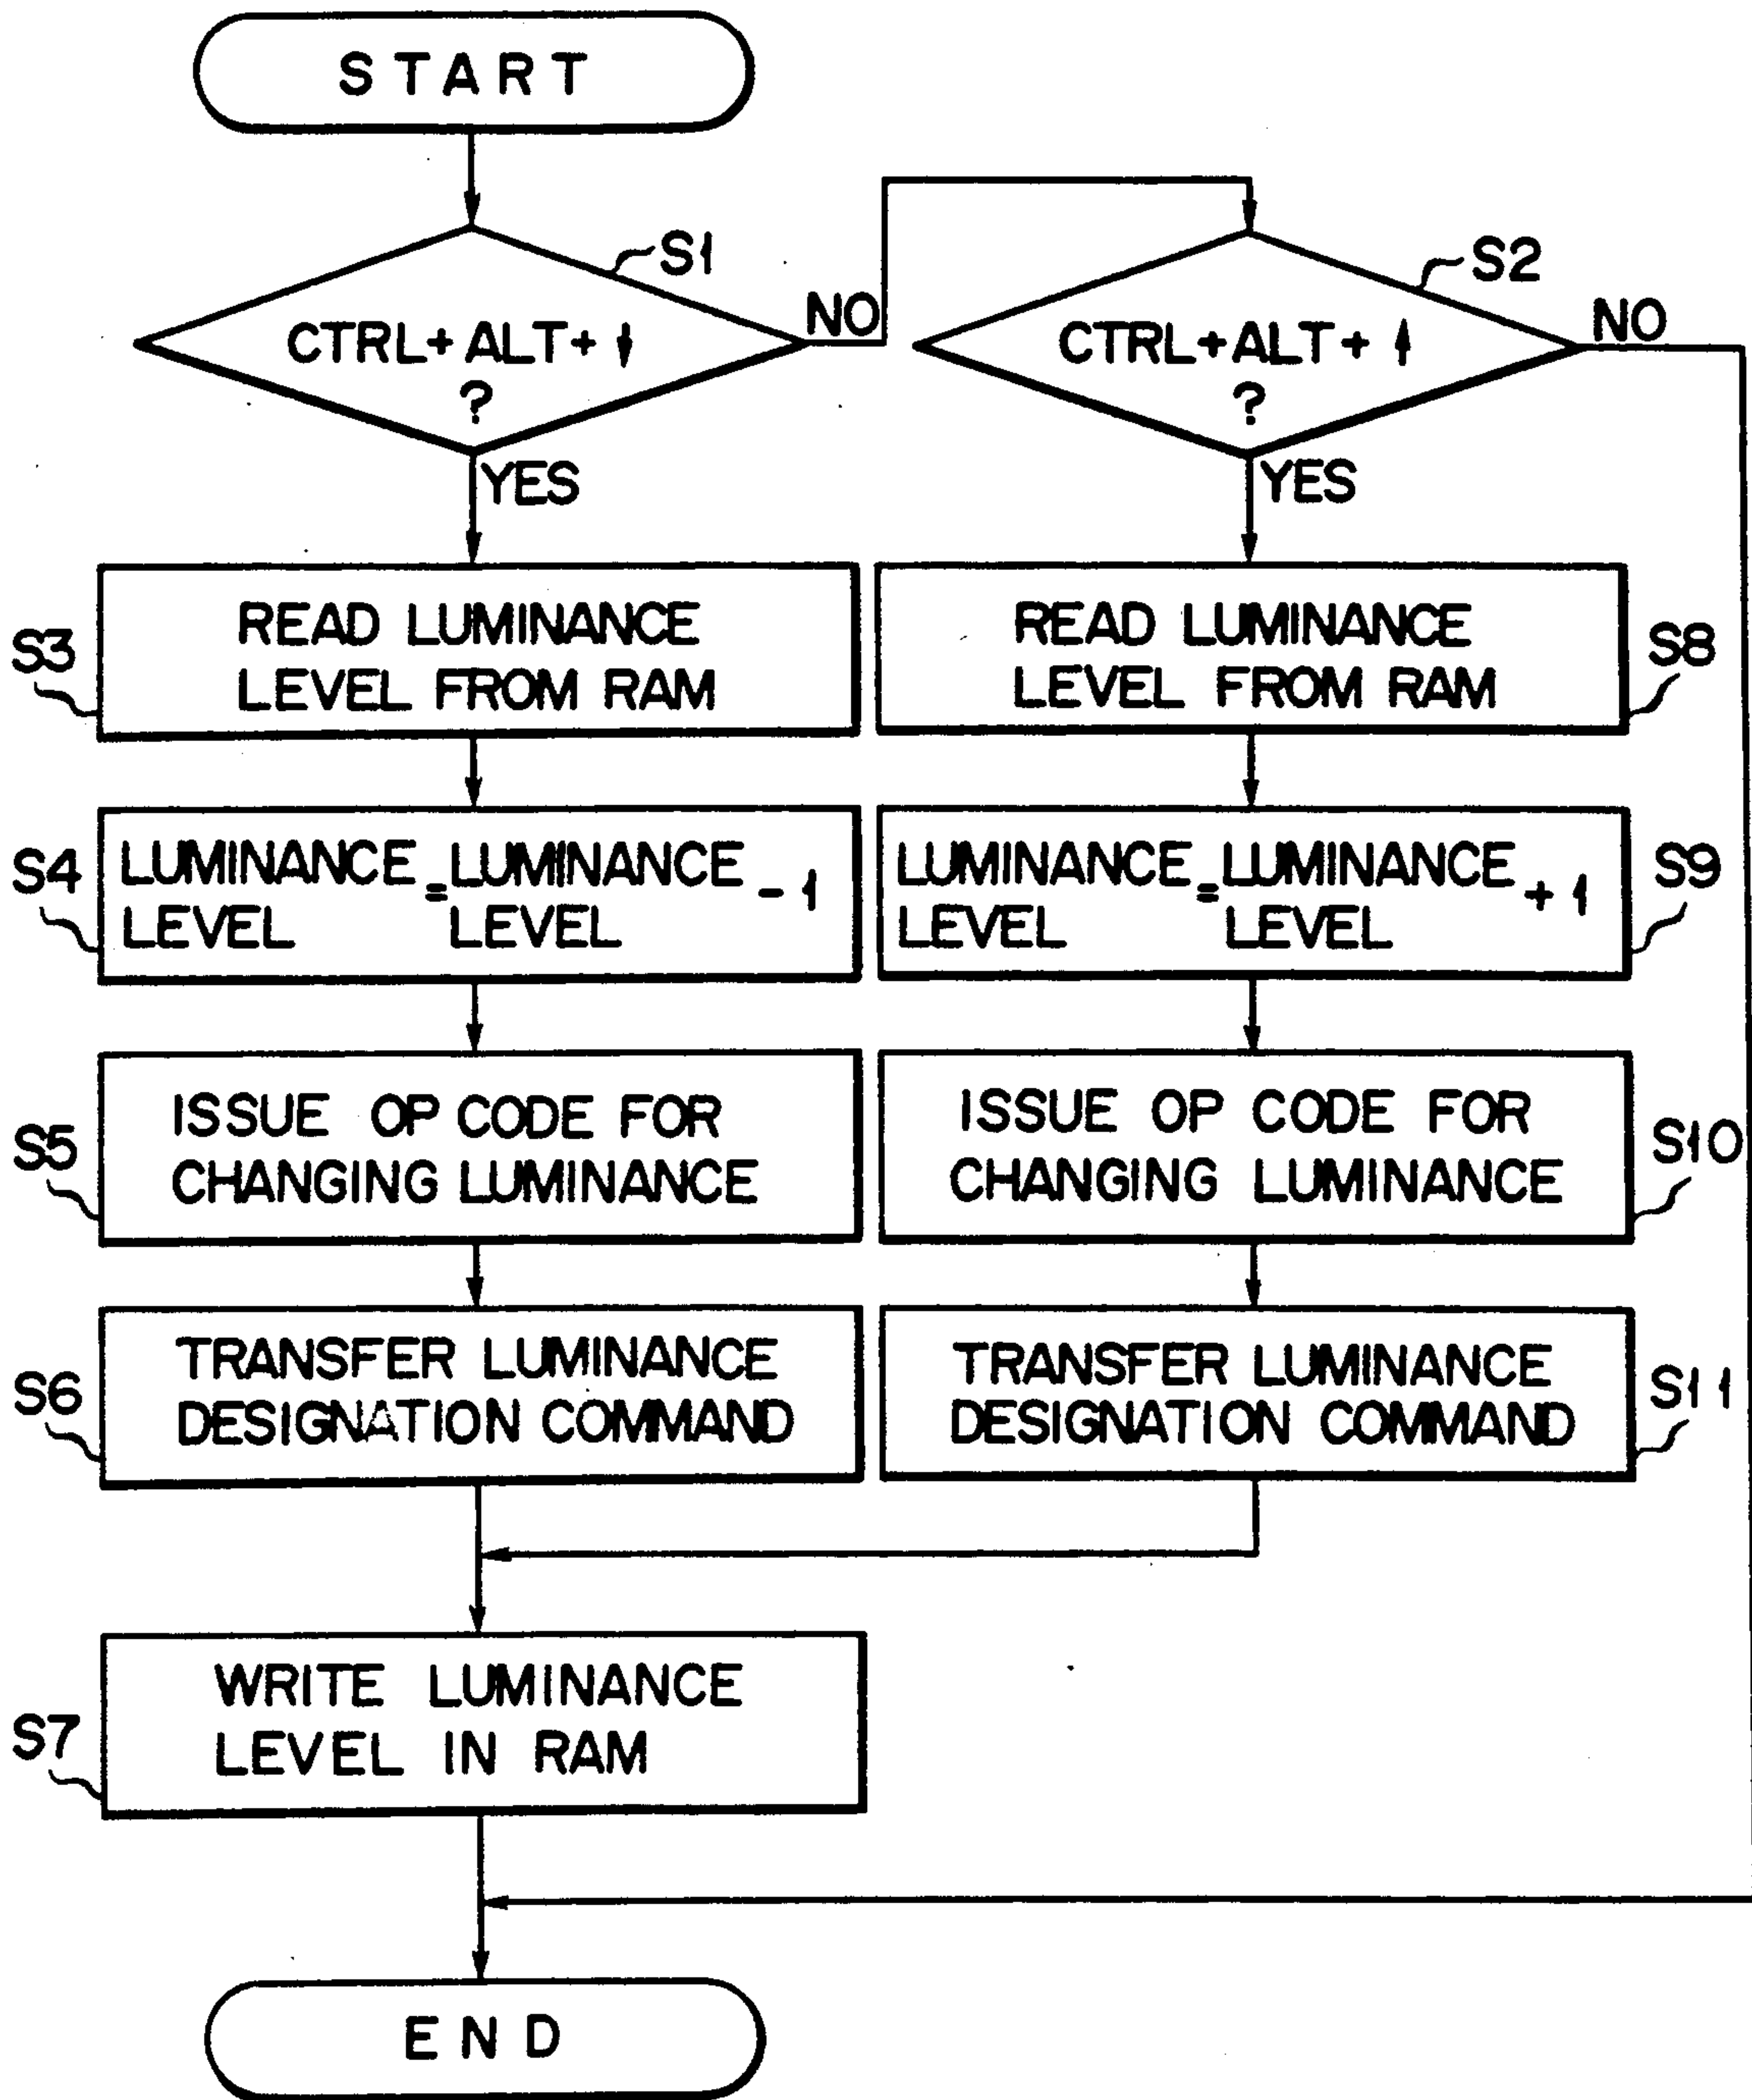 START
S1
CTRL+ALT+ ↓
?
NO
YES
S2
CTRL+ALT+ ↑
?
NO
YES
S3
READ LUMINANCE
LEVEL FROM RAM
S8
READ LUMINANCE
LEVEL FROM RAM
S4
LUMINANCE = LUMINANCE - 1
LEVEL LEVEL
S9
LUMINANCE = LUMINANCE + 1
LEVEL LEVEL
S5
ISSUE OP CODE FOR
CHANGING LUMINANCE
S10
ISSUE OP CODE FOR
CHANGING LUMINANCE
S6
TRANSFER LUMINANCE
DESIGNATION COMMAND
S11
TRANSFER LUMINANCE
DESIGNATION COMMAND
S7
WRITE LUMINANCE
LEVEL IN RAM
END